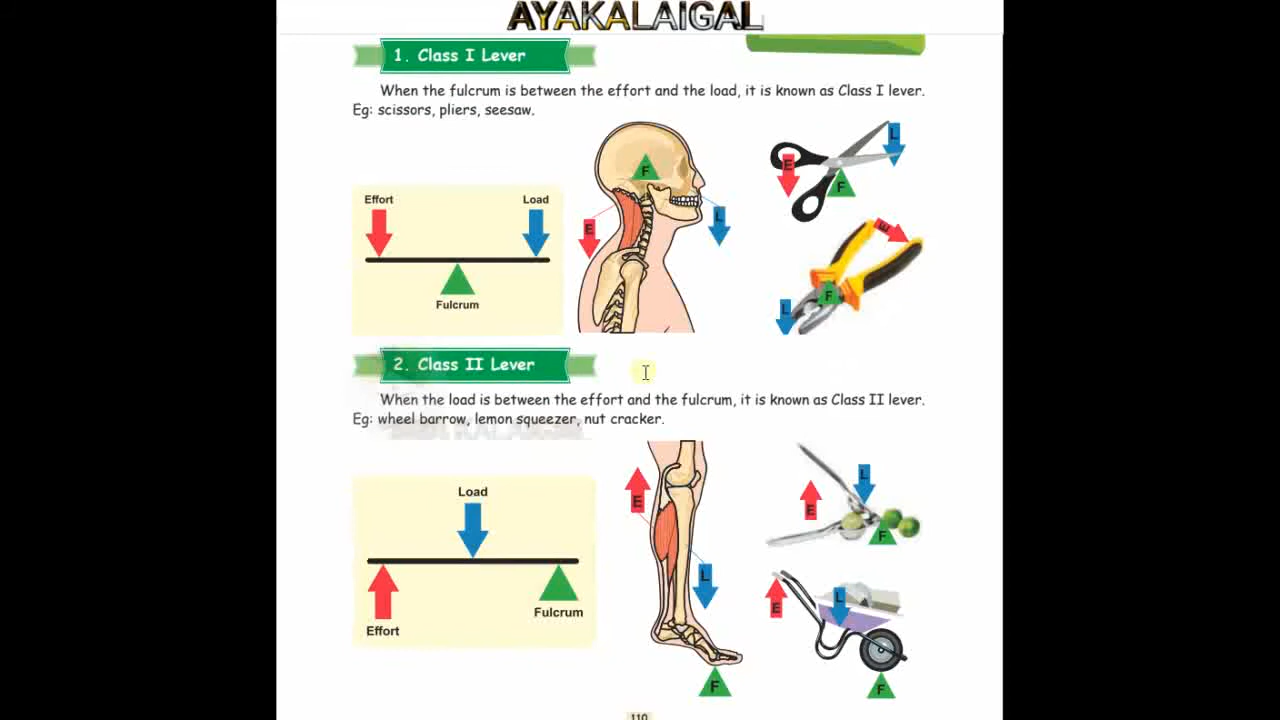 AYAKALAIGAL
1. Class I Lever
When the fulcrum is between the effort and the load, it is known as Class I lever.
Eg: scissors, pliers, seesaw.
Effort
Load
Fulcrum
F
E
L
E
L
F
E
F
L
2. Class II Lever
When the load is between the effort and the fulcrum, it is known as Class II lever.
Eg: wheel barrow, lemon squeezer, nut cracker.
Load
Effort
Fulcrum
E
L
F
L
E
F
E
L
F
110